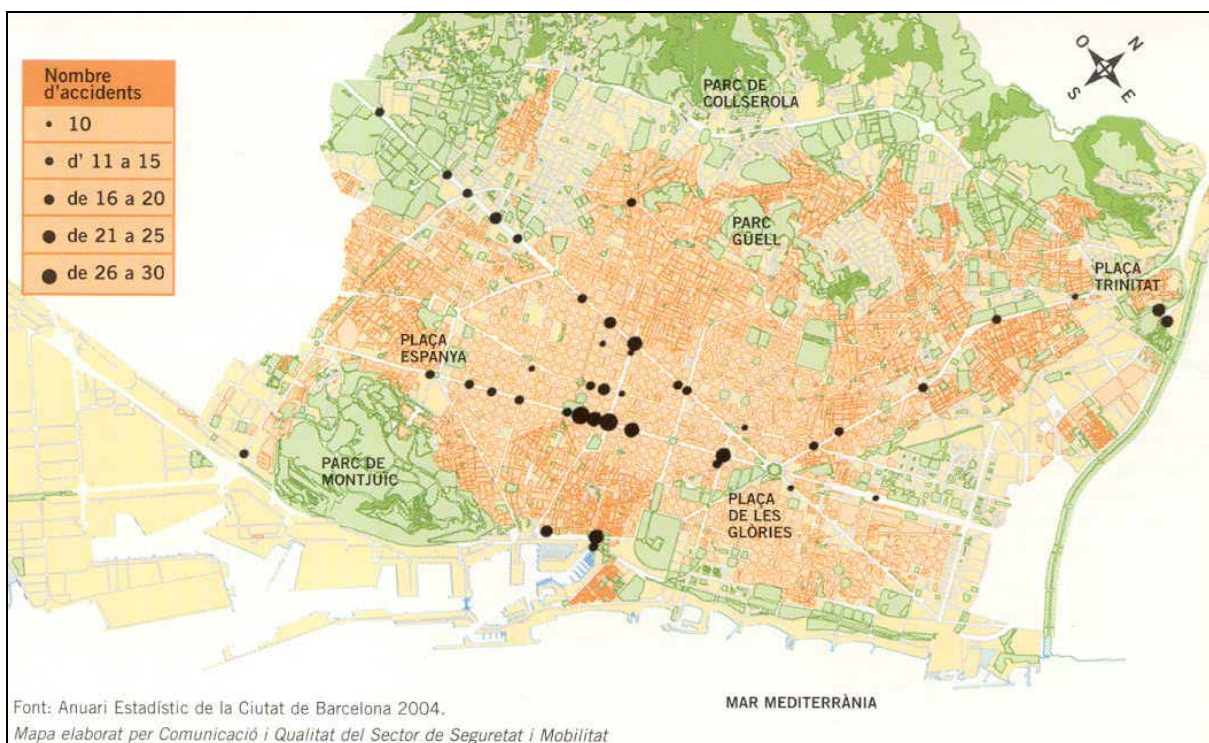 Nombre
d'accidents
10
d' 11 a 15
de 16 a 20
de 21 a 25
de 26 a 30
O
N
S
E
PARC DE
COLLSEROLA
PARC
GÜELL
PLAÇA
TRINITAT
PLAÇA
ESPANYA
PARC DE
MONTJUÏC
PLAÇA
DE LES
GLÒRIES
MAR MEDITERRÀNIA
Font: Anuari Estadístic de la Ciutat de Barcelona 2004.
Mapa elaborat per Comunicació i Qualitat del Sector de Seguretat i Mobilitat